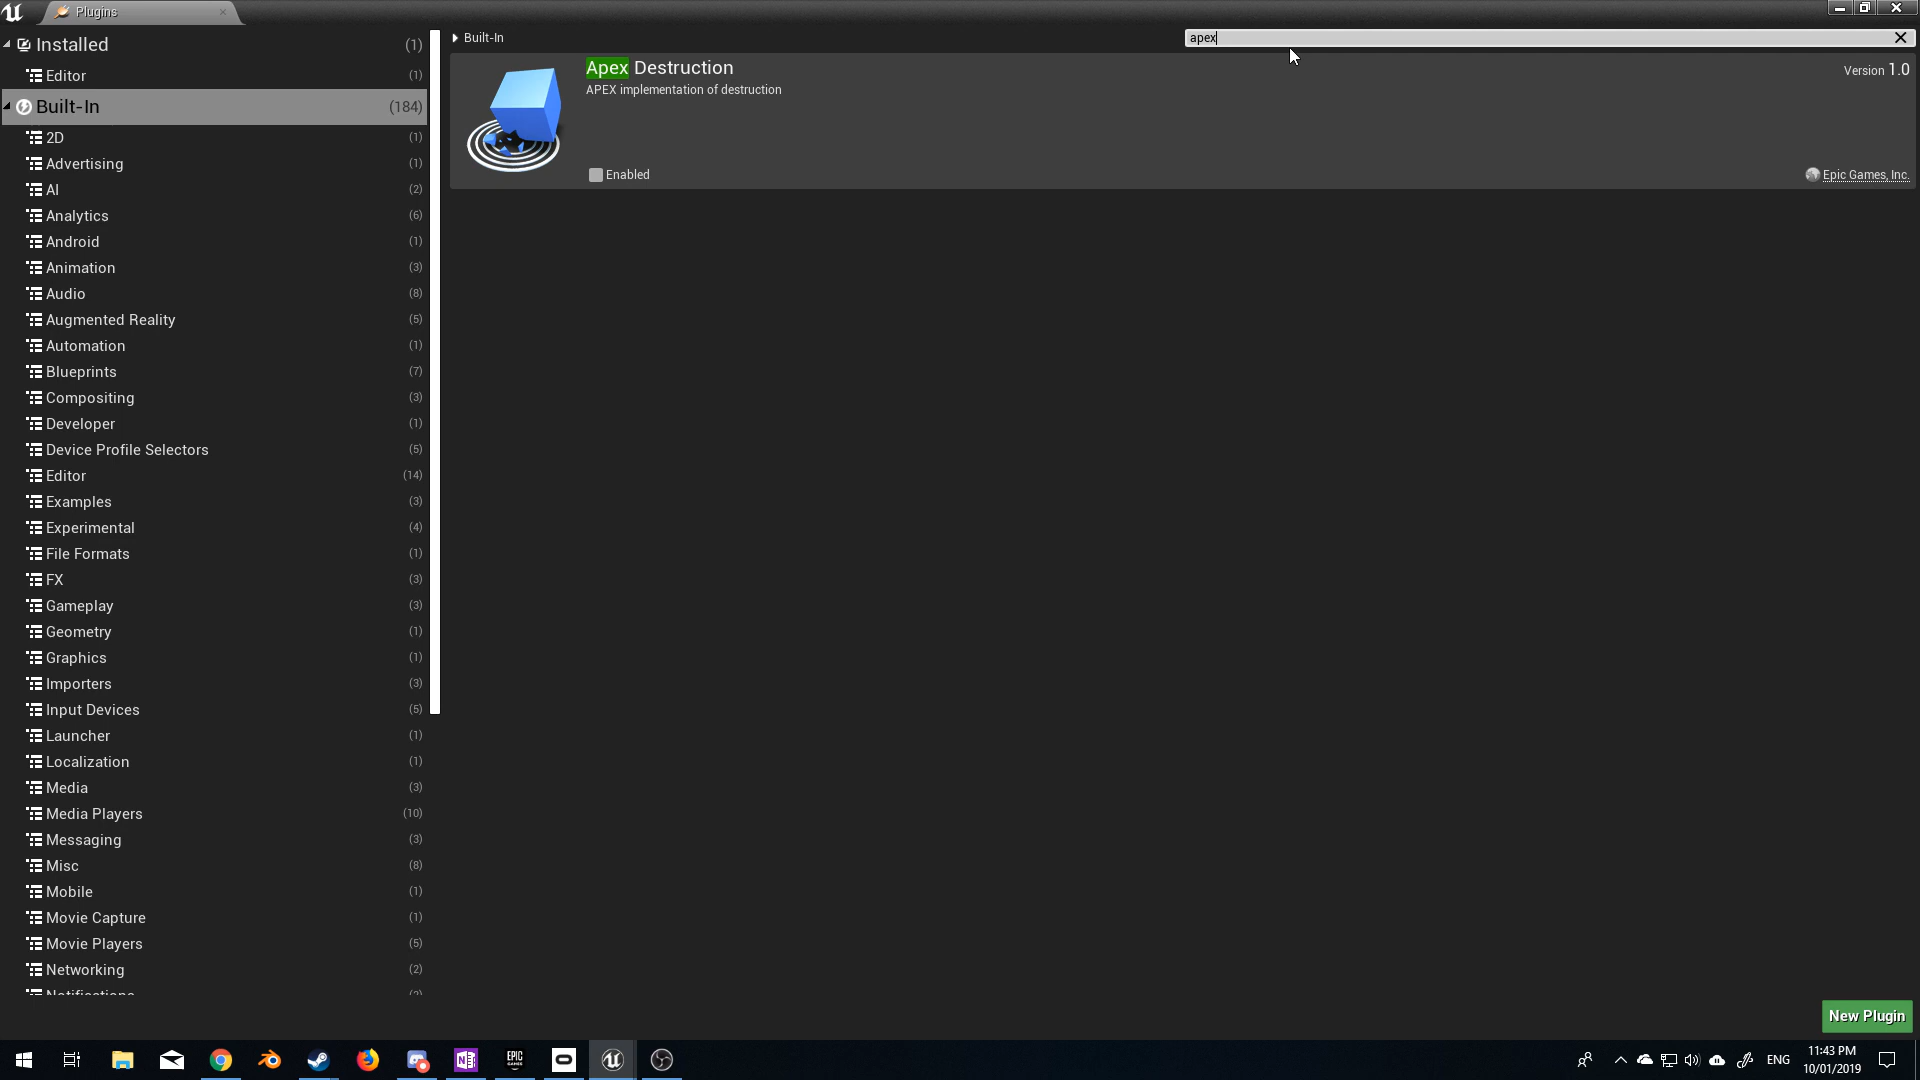 Plugins
Installed (1)
Editor (1)
Built-In (184)
2D (1)
Advertising (1)
AI (2)
Analytics (6)
Android (1)
Animation (3)
Audio (8)
Augmented Reality (5)
Automation (1)
Blueprints (7)
Compositing (3)
Developer (1)
Device Profile Selectors (5)
Editor (14)
Examples (3)
Experimental (4)
File Formats (1)
FX (3)
Gameplay (3)
Geometry (1)
Graphics (1)
Importers (3)
Input Devices (5)
Launcher (1)
Localization (1)
Media (3)
Media Players (10)
Messaging (3)
Misc (8)
Mobile (1)
Movie Capture (1)
Movie Players (5)
Networking (2)
Built-In
apex
Apex Destruction
Version 1.0
APEX implementation of destruction
Enabled
Epic Games, Inc.
New Plugin
EPIC
GAMES
ENG
11:43 PM
10/01/2019